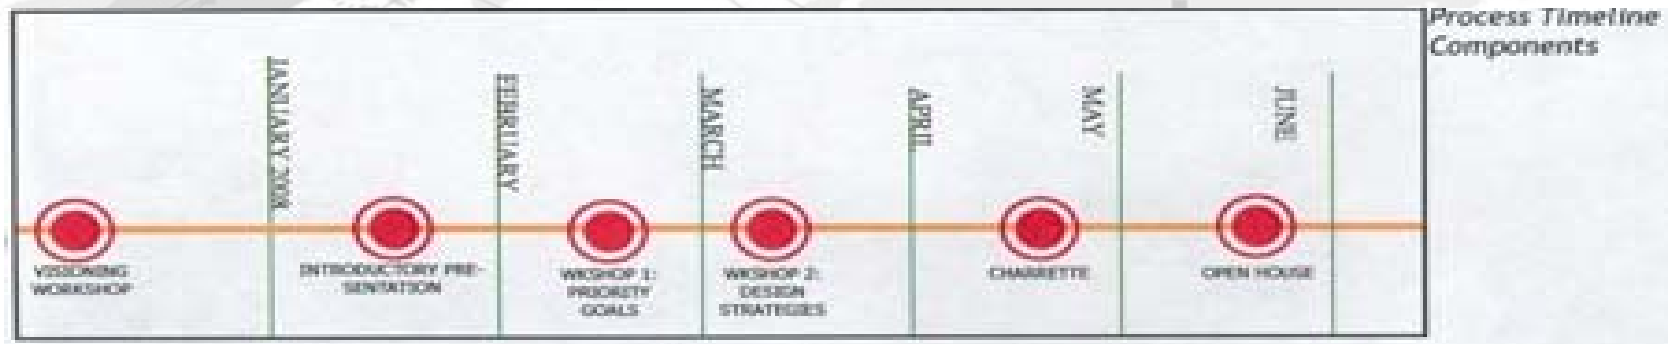 Process Timeline
Components
JANUARY 2008
FEBRUARY
MARCH
APRIL
MAY
JUNE
VISIONING
WORKSHOP
INTRODUCTORY PRE-
SENTATION
WKSHOP 1:
PRIORITY
GOALS
WKSHOP 2:
DESIGN
STRATEGIES
CHARRETTE
OPEN HOUSE